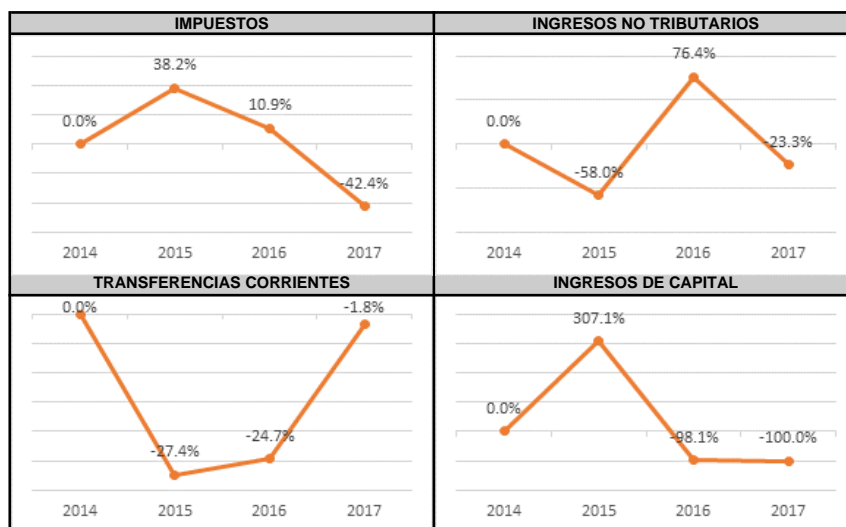 IMPUESTOS
0.0%
38.2%
10.9%
-42.4%
2014 2015 2016 2017
INGRESOS NO TRIBUTARIOS
0.0%
-58.0%
76.4%
-23.3%
2014 2015 2016 2017
TRANSFERENCIAS CORRIENTES
0.0%
-27.4%
-24.7%
-1.8%
2014 2015 2016 2017
INGRESOS DE CAPITAL
0.0%
307.1%
-98.1%
-100.0%
2014 2015 2016 2017